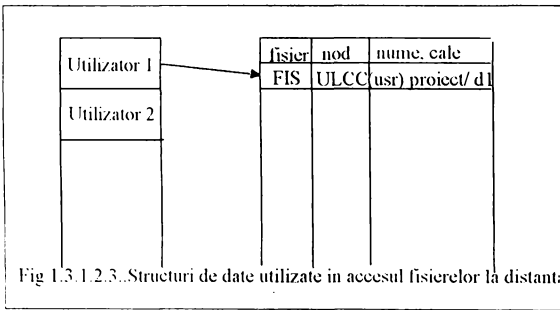 fisier nod nume, cale
Utilizator 1
FIS ULCC (usr) proiect/ d1
Utilizator 2
Fig 1.3.1.2.3..Structuri de date utilizate in accesul fisierelor la distanta